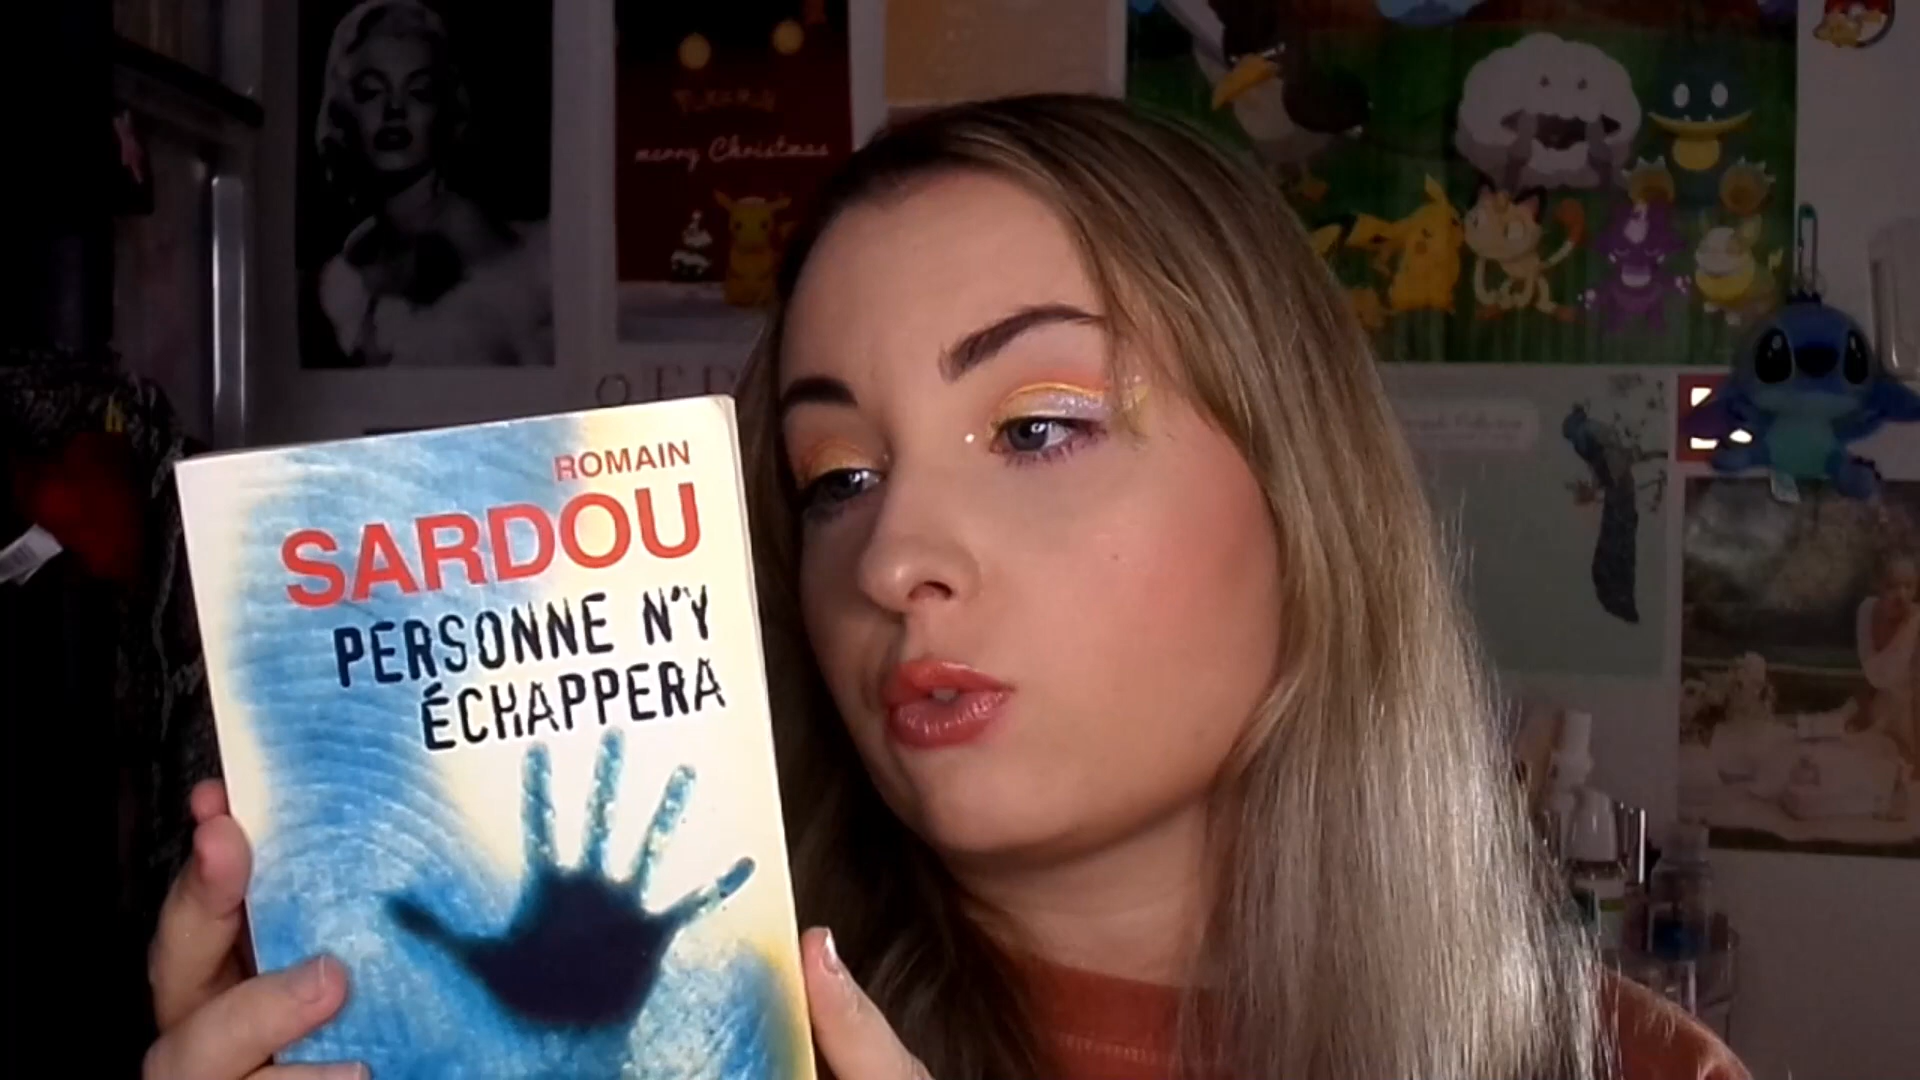 merry Christmas
ROMAIN
SARDOU
PERSONNE N'Y
ÉCHAPPERA